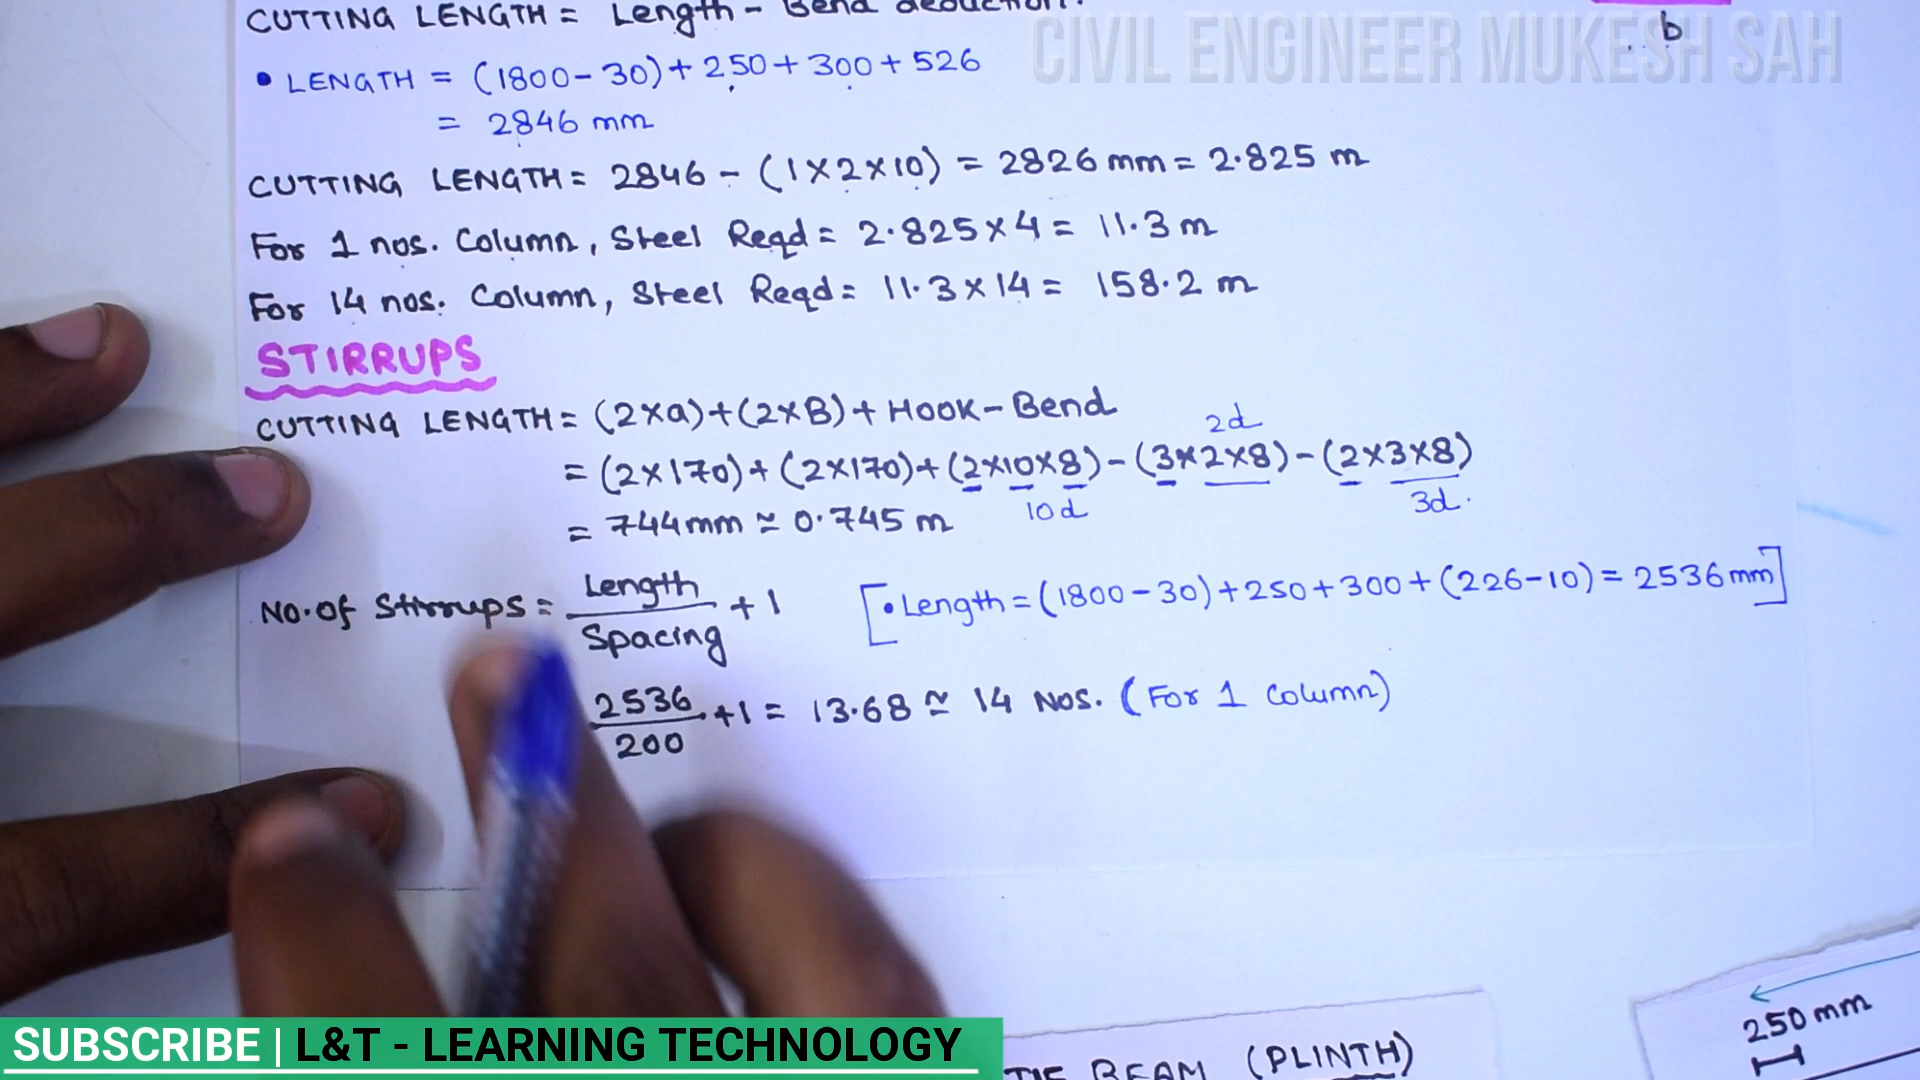 CUTTING LENGTH = Length - Bend deduction.
b
CIVIL ENGINEER MUKESH SAH
• LENGTH = (1800-30)+250+300+526
= 2846 mm
CUTTING LENGTH = 2846 - (1×2×10) = 2826 mm = 2.825 m
For 1 nos. Column, Steel Reqd = 2.825×4 = 11.3 m
For 14 nos. Column, Steel Reqd = 11.3×14 = 158.2 m
STIRRUPS
CUTTING LENGTH = (2×a)+(2×B)+HOOK-Bend
2d
= (2×170)+(2×170)+(2×10×8)-(3×2×8)-(2×3×8)
10d
3d.
= 744mm ≃ 0.745 m
No. of Stirrups = Length / Spacing + 1
[• Length = (1800-30)+250+300+(226-10) = 2536 mm]
2536 / 200 +1 = 13.68 ≃ 14 Nos. (For 1 Column)
250 mm
SUBSCRIBE | L&T - LEARNING TECHNOLOGY
TIE BEAM (PLINTH)